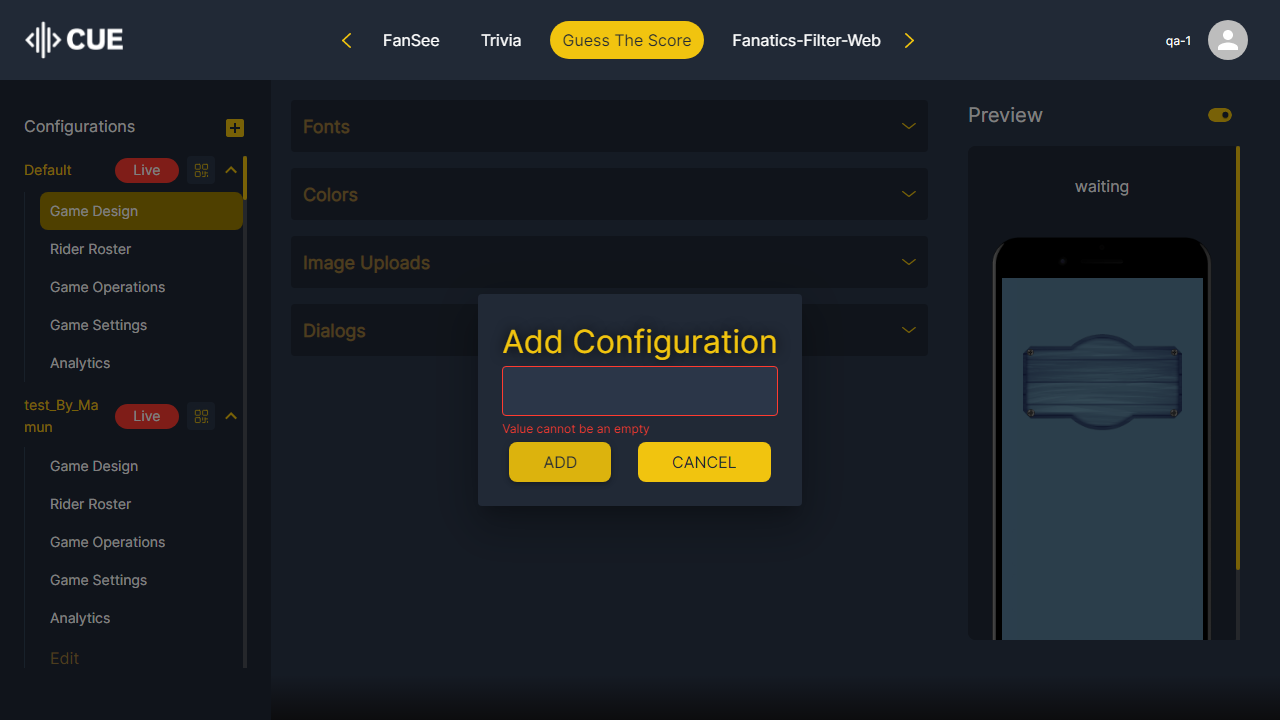 CUE
FanSee
Trivia
Guess The Score
Fanatics-Filter-Web
qa-1
Configurations
Default
Live
Game Design
Rider Roster
Game Operations
Game Settings
Analytics
test_By_Ma
mun
Live
Game Design
Rider Roster
Game Operations
Game Settings
Analytics
Edit
Fonts
Colors
Image Uploads
Dialogs
Add Configuration
Value cannot be an empty
ADD
CANCEL
Preview
waiting